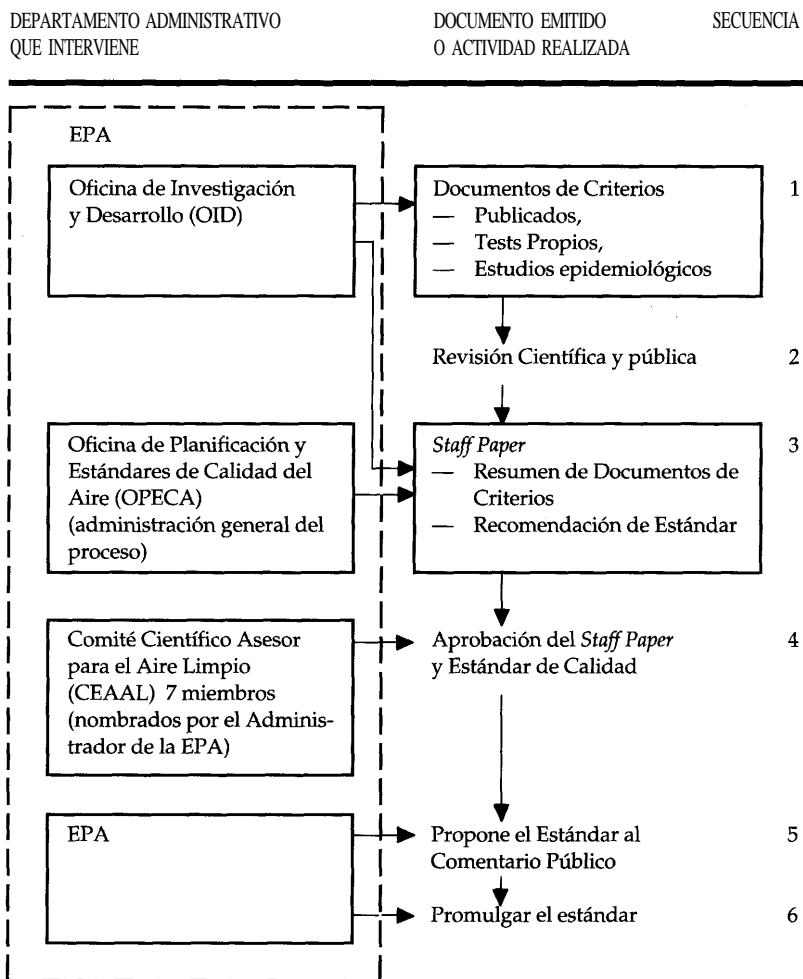 DEPARTAMENTO ADMINISTRATIVO
QUE INTERVIENE
DOCUMENTO EMITIDO
O ACTIVIDAD REALIZADA
SECUENCIA
EPA
Oficina de Investigación
y Desarrollo (OID)
Documentos de Criterios
— Publicados,
— Tests Propios,
— Estudios epidemiológicos
1
Revisión Científica y pública
2
Oficina de Planificación y
Estándares de Calidad del
Aire (OPECA)
(administración general del
proceso)
Staff Paper
— Resumen de Documentos de
Criterios
— Recomendación de Estándar
3
Comité Científico Asesor
para el Aire Limpio
(CEAAL) 7 miembros
(nombrados por el Adminis-
trador de la EPA)
Aprobación del Staff Paper
y Estándar de Calidad
4
EPA
Propone el Estándar al
Comentario Público
5
Promulgar el estándar
6